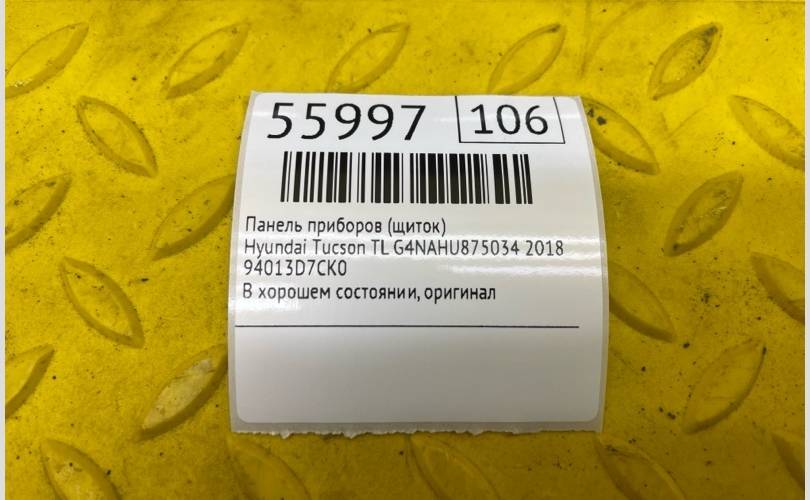 55997 106
Панель приборов (щиток)
Hyundai Tucson TL G4NAHU875034 2018
94013D7CK0
В хорошем состоянии, оригинал